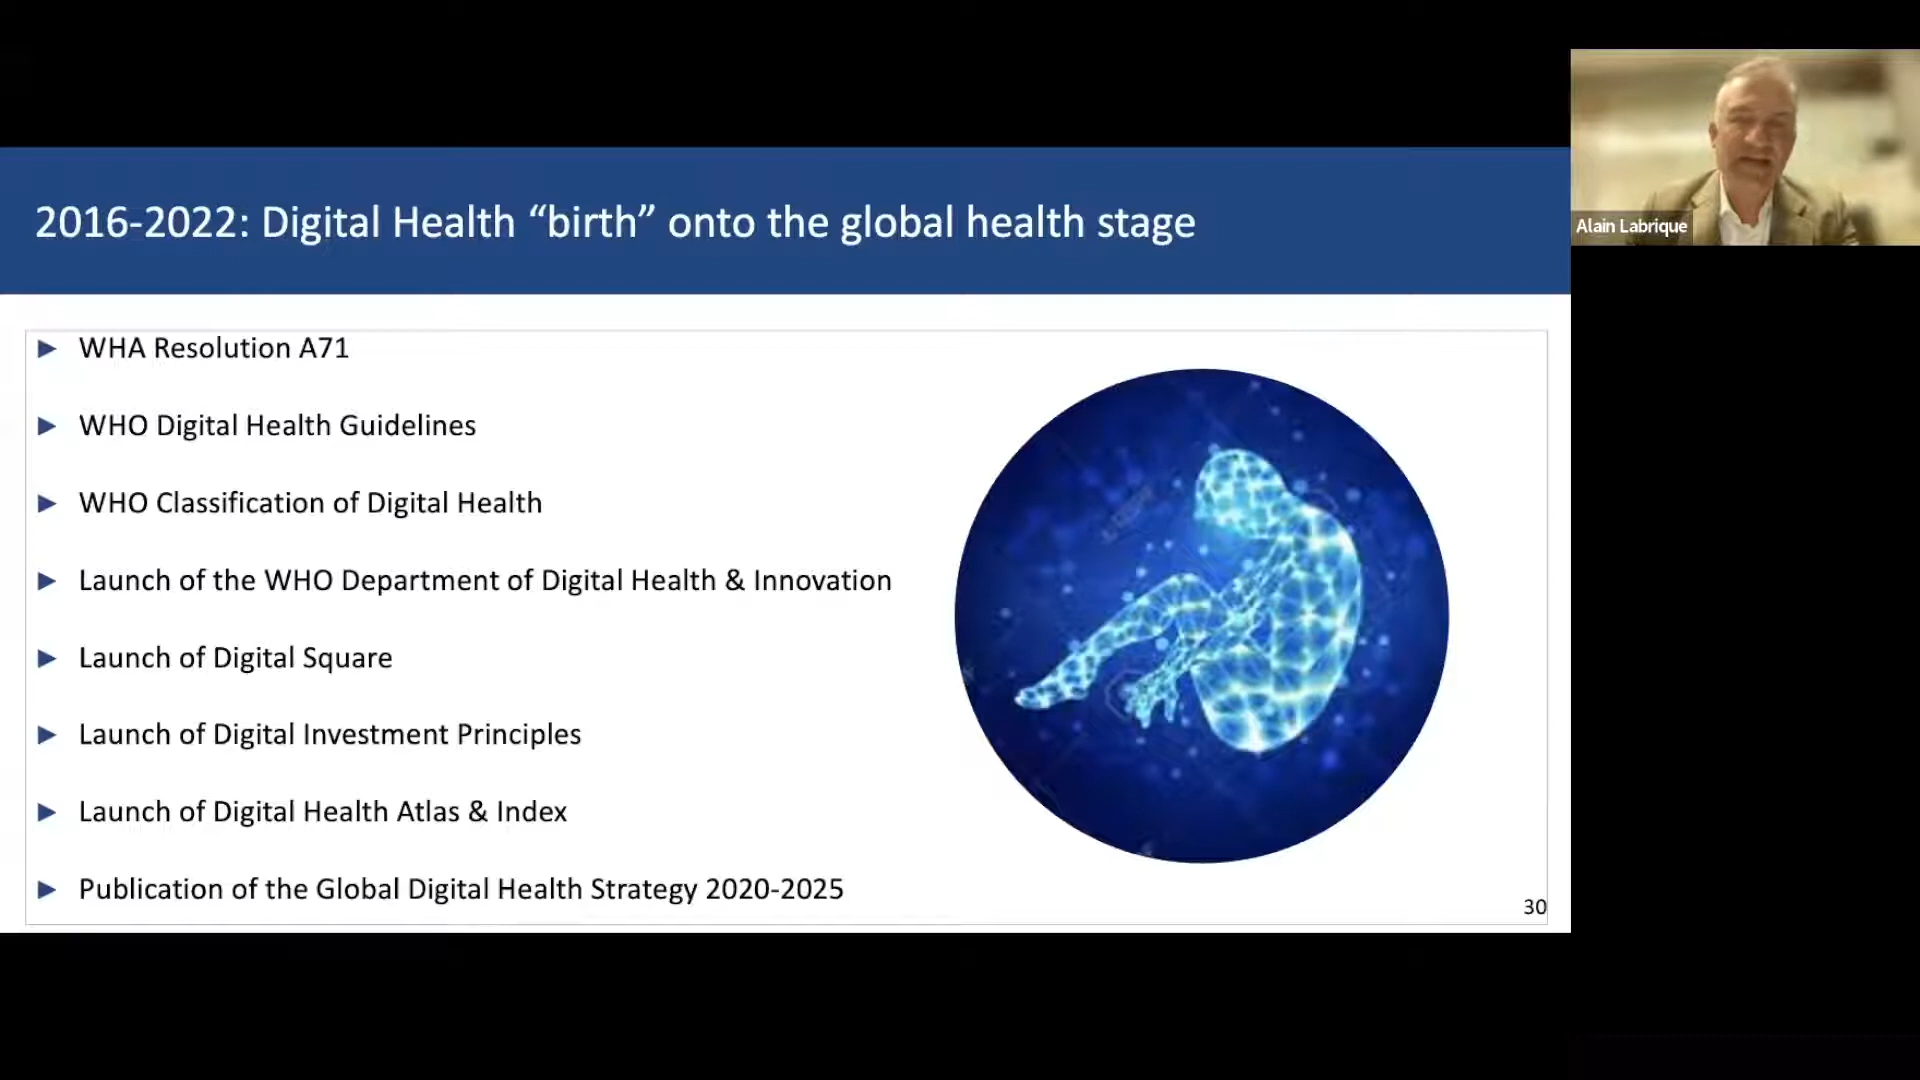 2016-2022: Digital Health “birth” onto the global health stage
Alain Labrique
WHA Resolution A71
WHO Digital Health Guidelines
WHO Classification of Digital Health
Launch of the WHO Department of Digital Health & Innovation
Launch of Digital Square
Launch of Digital Investment Principles
Launch of Digital Health Atlas & Index
Publication of the Global Digital Health Strategy 2020-2025
30